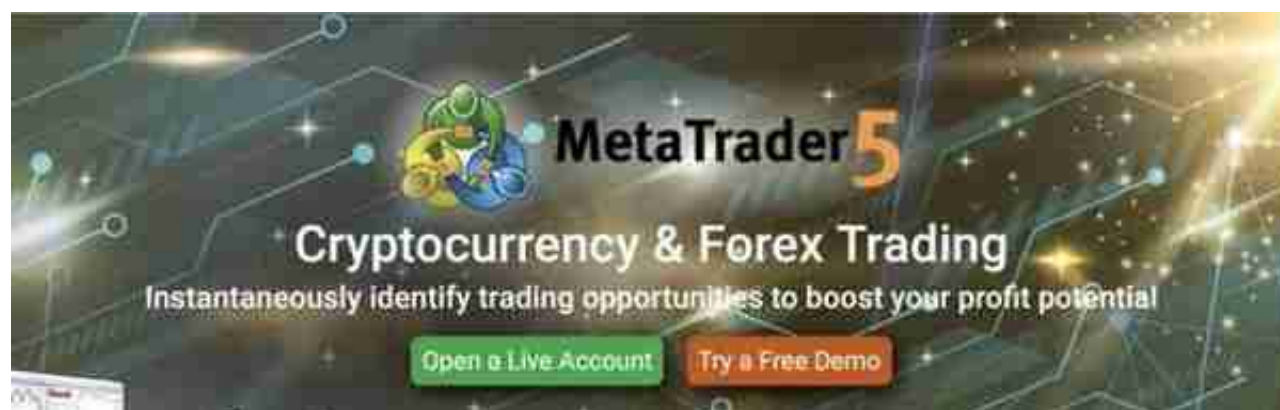 MetaTrader 5
Cryptocurrency & Forex Trading
Instantaneously identify trading opportunities to boost your profit potential
Open a Live Account
Try a Free Demo